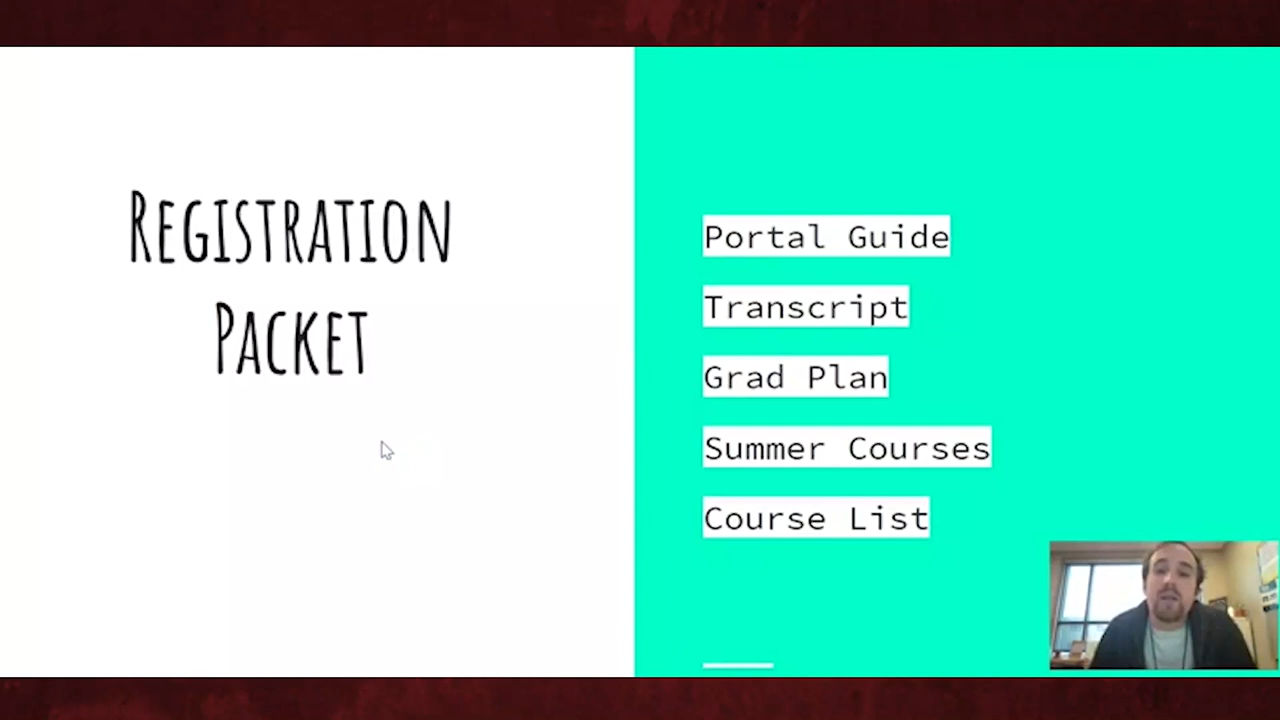 Registration
Packet
Portal Guide
Transcript
Grad Plan
Summer Courses
Course List